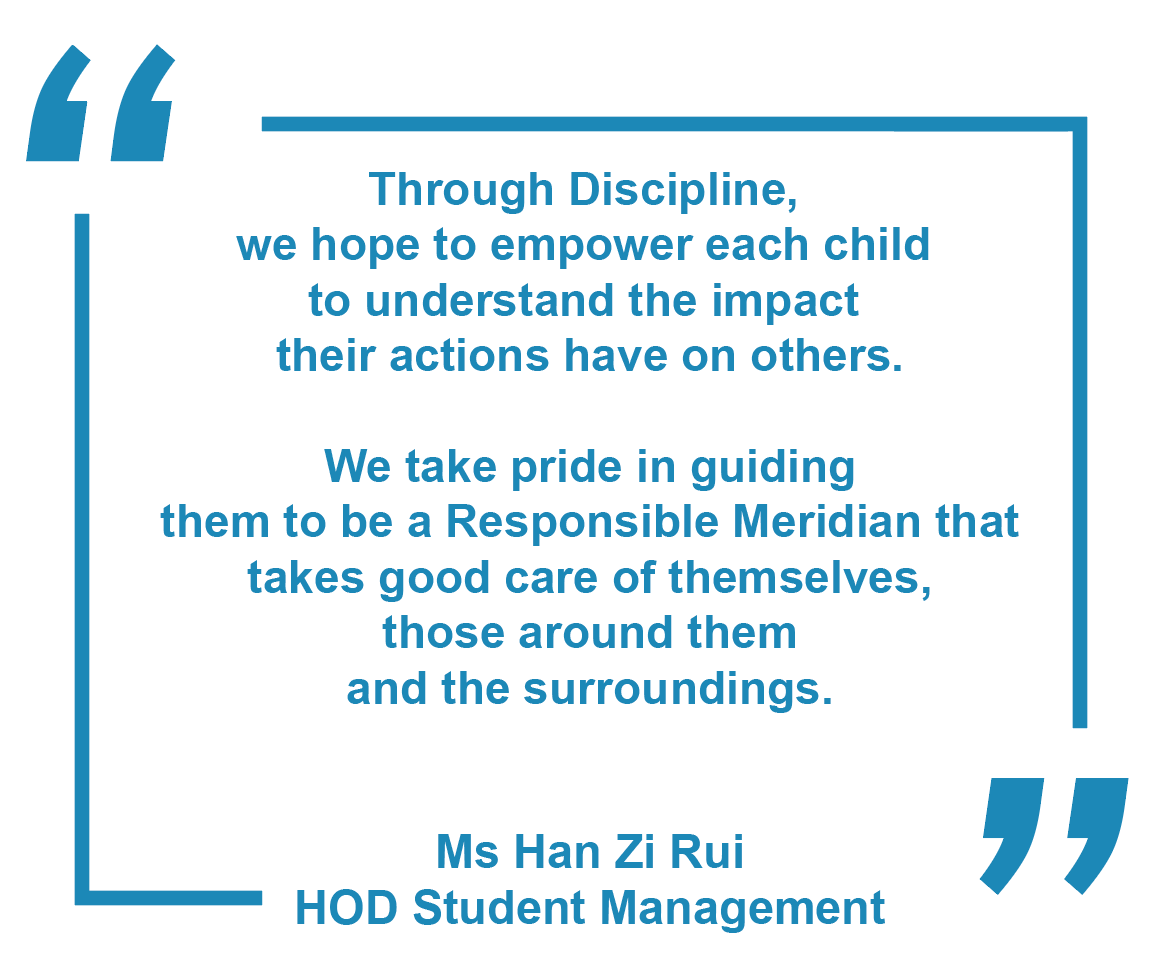 Through Discipline,
we hope to empower each child
to understand the impact
their actions have on others.
We take pride in guiding
them to be a Responsible Meridian that
takes good care of themselves,
those around them
and the surroundings.
Ms Han Zi Rui
HOD Student Management